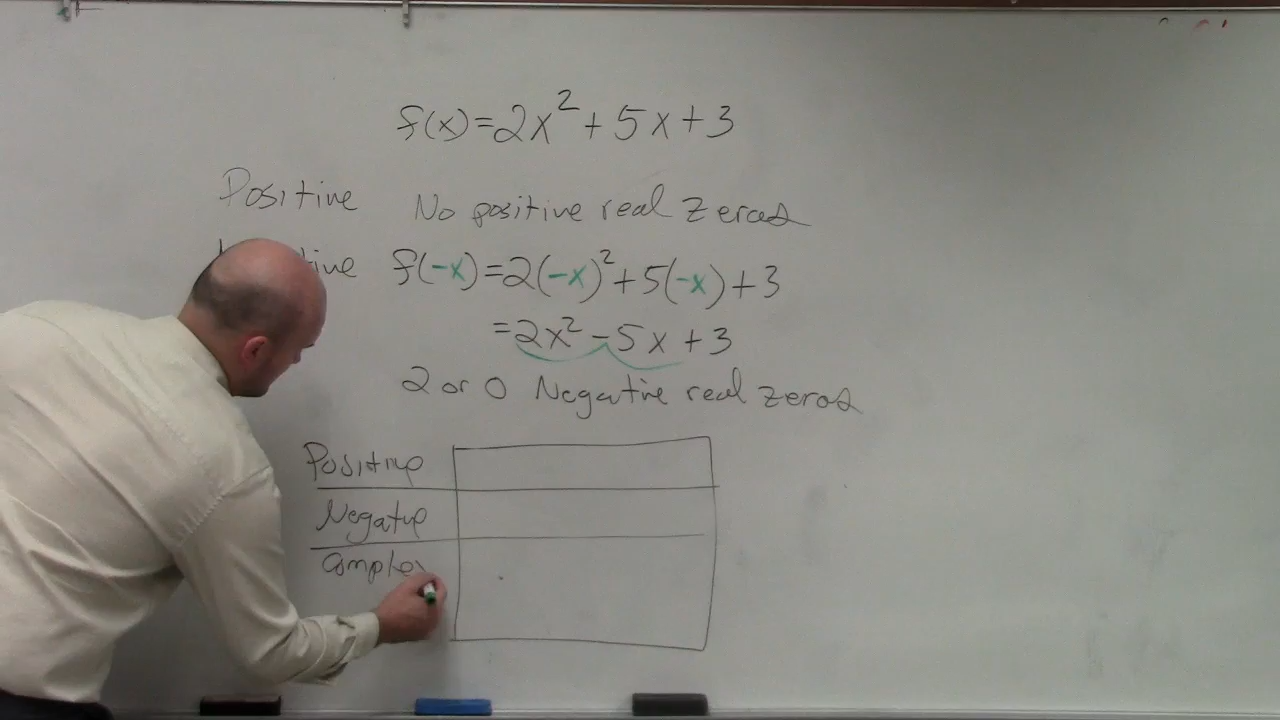 f(x)=2x²+5x+3
Positive No positive real zeros
f(-x)=2(-x)²+5(-x)+3
=2x²-5x+3
2 or 0 Negative real zeros
Positive
Negative
Complex